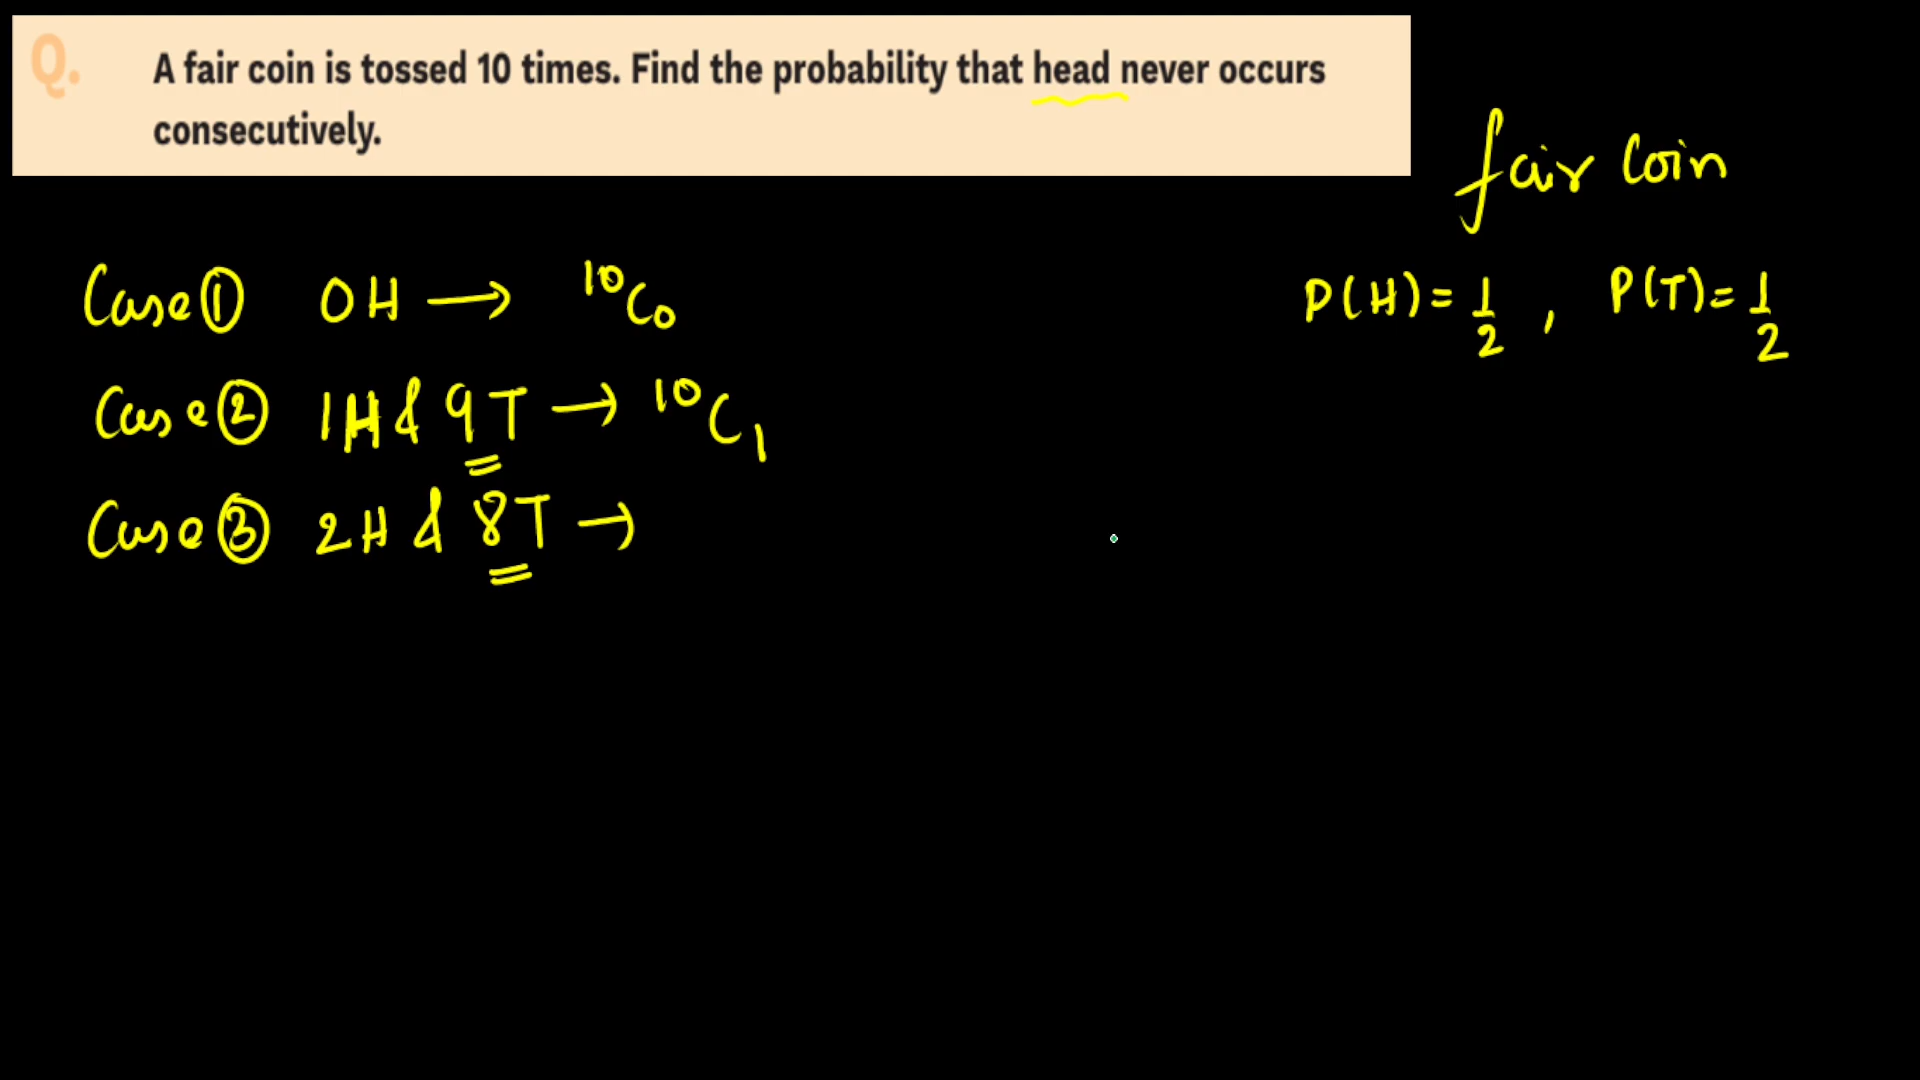 Q. A fair coin is tossed 10 times. Find the probability that head never occurs
consecutively.
fair coin
Case ① 0H → ¹⁰C₀
P(H) = 1/2 , P(T) = 1/2
Case ② 1H & 9T → ¹⁰C₁
Case ③ 2H & 8T →